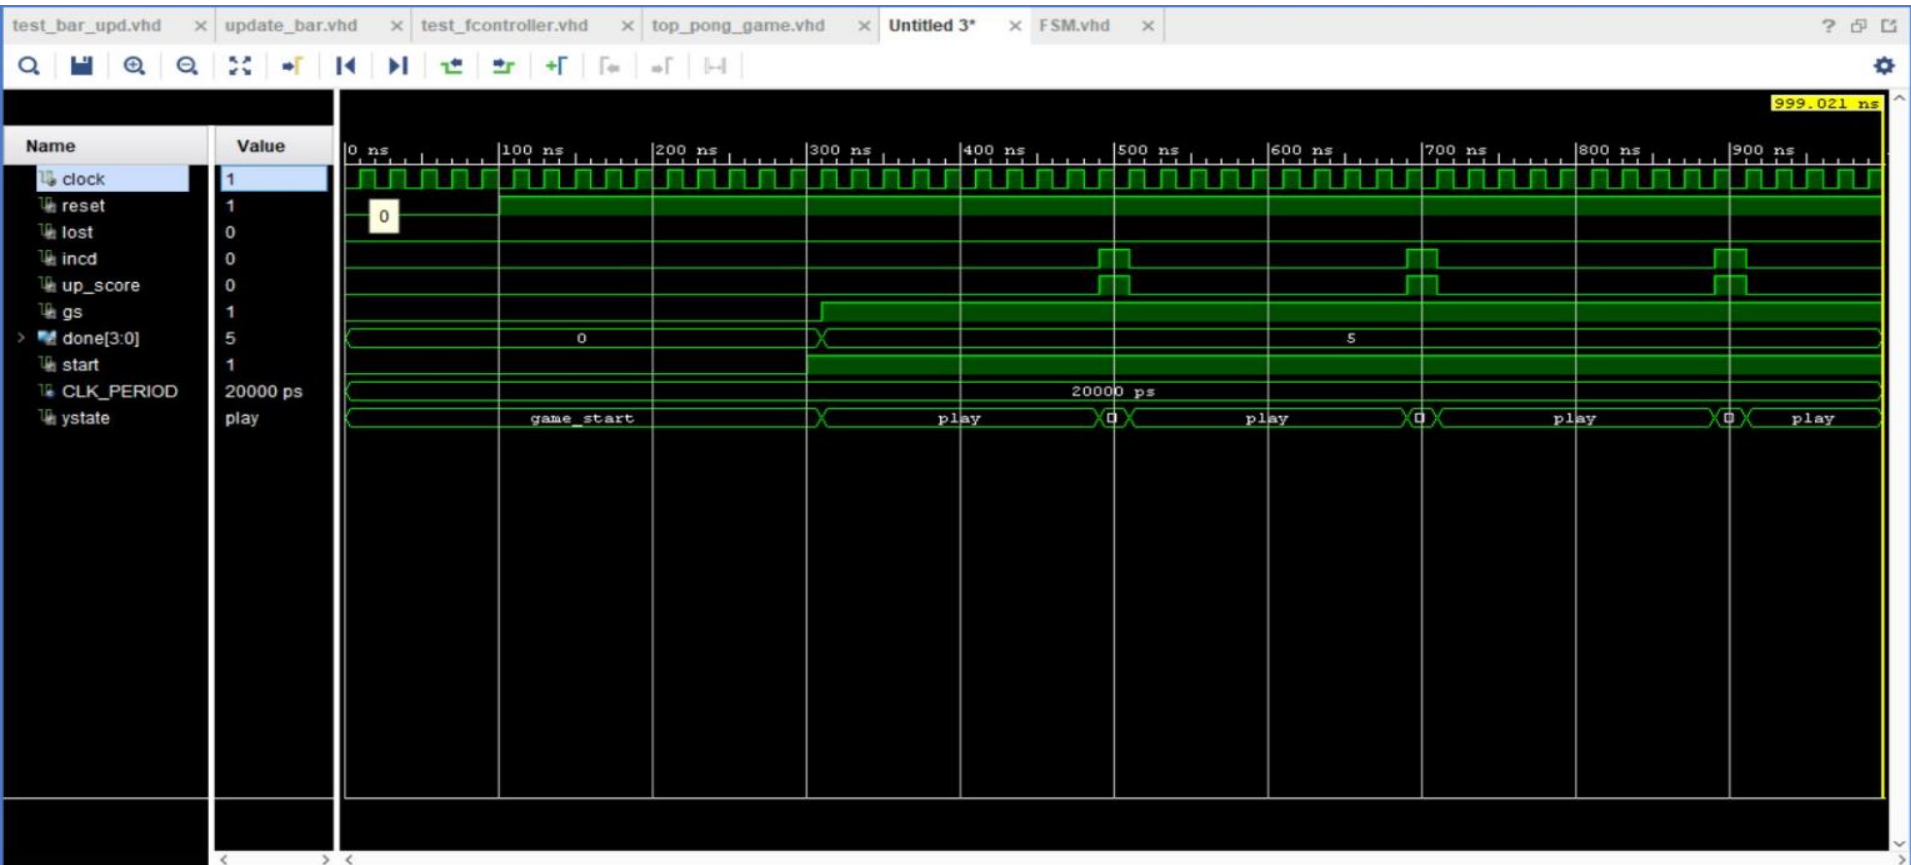 test_bar_upd.vhd × update_bar.vhd × test_fcontroller.vhd × top_pong_game.vhd × Untitled 3* × FSM.vhd ×
999.021 ns
Name Value
0 ns 100 ns 200 ns 300 ns 400 ns 500 ns 600 ns 700 ns 800 ns 900 ns
clock 1
reset 1
0
lost 0
incd 0
up_score 0
gs 1
done[3:0] 5 0 5
start 1
CLK_PERIOD 20000 ps 20000 ps
ystate play game_start play play play play